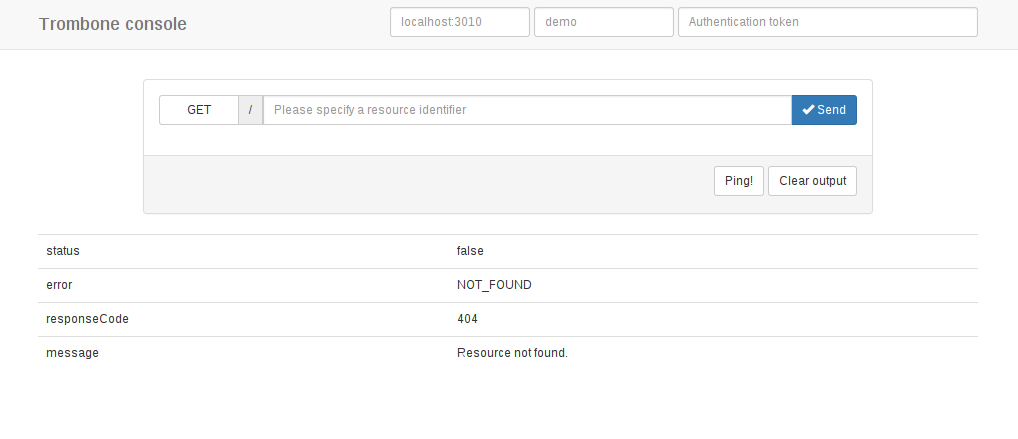 Trombone console localhost:3010 demo Authentication token
GET / Please specify a resource identifier Send
Ping! Clear output
status false
error NOT_FOUND
responseCode 404
message Resource not found.